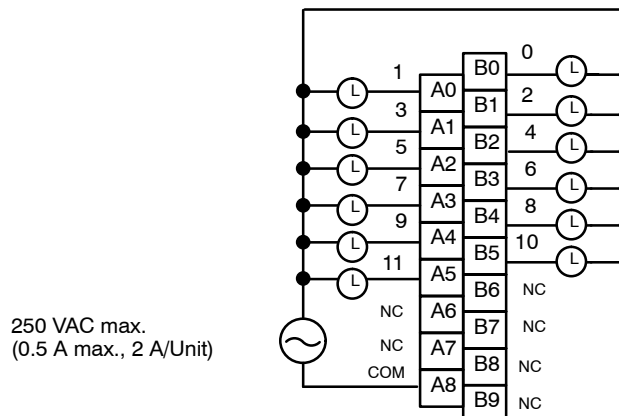 0
B0 L
1
L A0
2
B1 L
3
L A1
4
B2 L
5
L A2
6
B3 L
7
L A3
8
B4 L
9
L A4
10
B5 L
11
L A5
B6 NC
NC A6
B7 NC
NC A7
B8 NC
COM A8
B9 NC
250 VAC max.
(0.5 A max., 2 A/Unit)